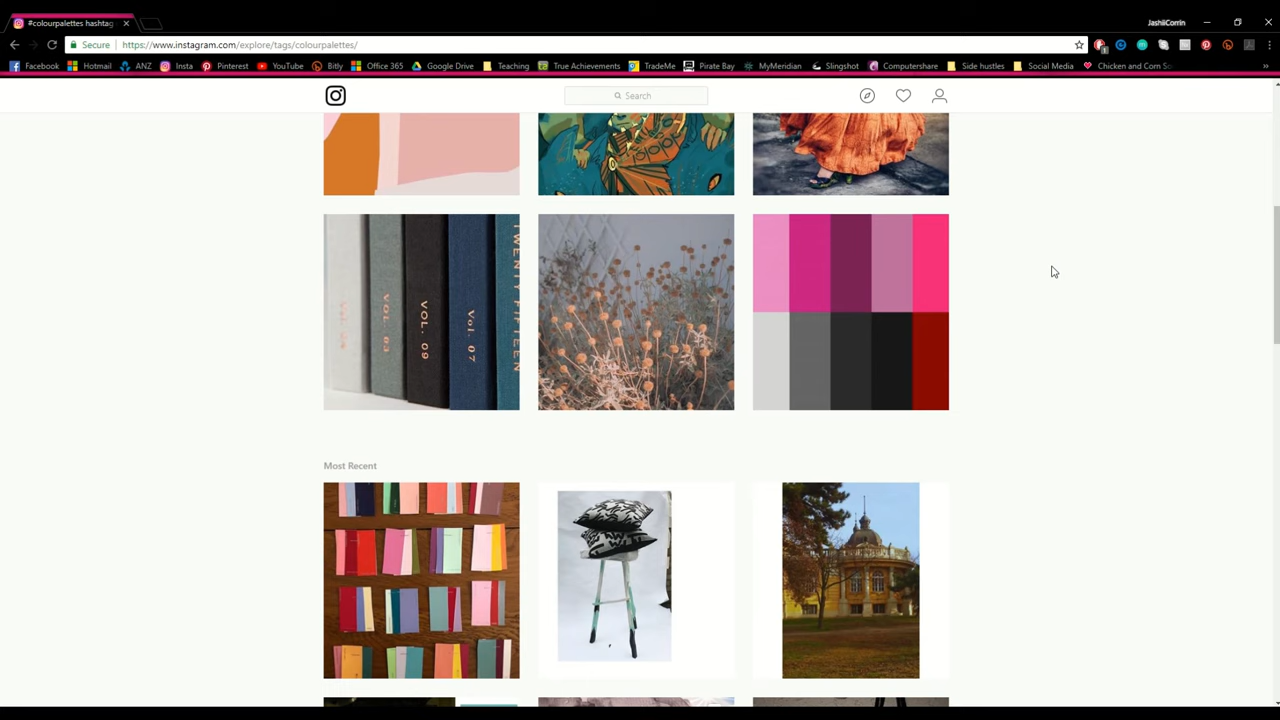 #colourpalettes hashtag
JashiiCorrin
Secure
https://www.instagram.com/explore/tags/colourpalettes/
Facebook
Hotmail
ANZ
Insta
Pinterest
YouTube
Bitly
Office 365
Google Drive
Teaching
True Achievements
TradeMe
Pirate Bay
MyMeridian
Slingshot
Computershare
Side hustles
Social Media
Chicken and Corn So
Search
VOL. 03
VOL. 09
Vol. 07
TWENTY FIFTEEN
Most Recent